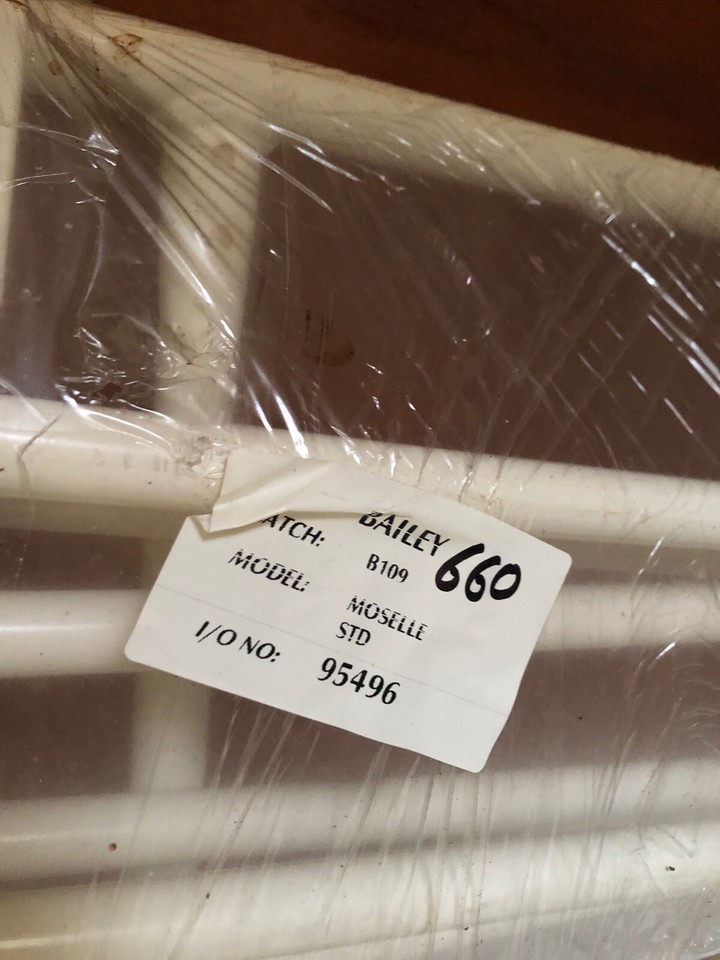 BAILEY
ATCH: B109
660
MODEL: MOSELLE
STD
I/O NO: 95496